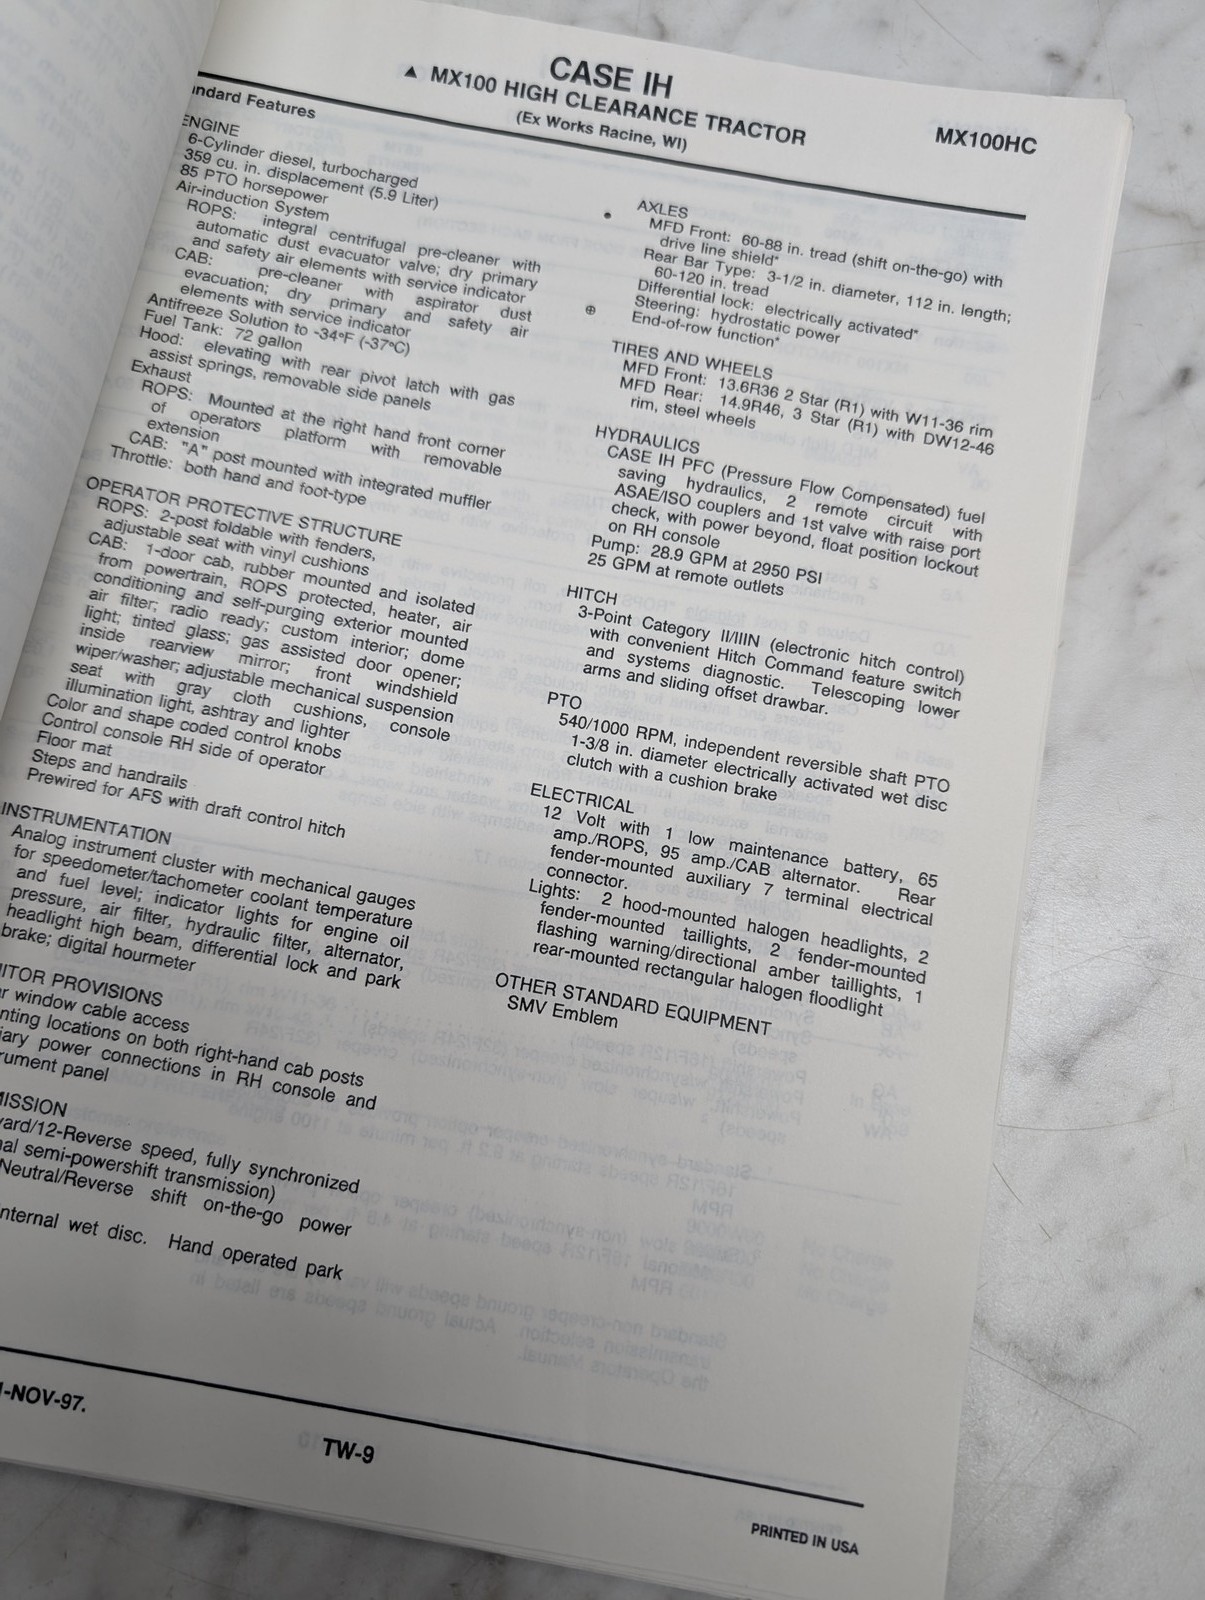 CASE IH
▲ MX100 HIGH CLEARANCE TRACTOR
(Ex Works Racine, WI)
MX100HC
Features
ENGINE
6-Cylinder diesel, turbocharged
359 cu. in. displacement (5.9 Liter)
85 PTO horsepower
Air-induction System
ROPS: integral centrifugal pre-cleaner with
automatic dust evacuator valve; dry primary
and safety air elements with service indicator
CAB: pre-cleaner with aspirator dust
evacuation; dry primary and safety air
elements with service indicator
Antifreeze Solution to -34°F (-37°C)
Fuel Tank: 72 gallon
Hood: elevating with rear pivot latch with gas
assist springs, removable side panels
Exhaust
ROPS: Mounted at the right hand front corner
of operators platform with removable
extension
CAB: "A" post mounted with integrated muffler
Throttle: both hand and foot-type
OPERATOR PROTECTIVE STRUCTURE
ROPS: 2-post foldable with fenders,
adjustable seat with vinyl cushions
CAB: 1-door cab, rubber mounted and isolated
from powertrain, ROPS protected, heater, air
conditioning and self-purging exterior mounted
air filter; radio ready; custom interior; dome
light; tinted glass; gas assisted door opener;
inside rearview mirror; front windshield
wiper/washer; adjustable mechanical suspension
seat with gray cloth cushions, console
illumination light, ashtray and lighter
Color and shape coded control knobs
Control console RH side of operator
Floor mat
Steps and handrails
Prewired for AFS with draft control hitch
INSTRUMENTATION
Analog instrument cluster with mechanical gauges
for speedometer/tachometer coolant temperature
and fuel level; indicator lights for engine oil
pressure, air filter, hydraulic filter, alternator,
headlight high beam, differential lock and park
brake; digital hourmeter
PROVISIONS
window cable access
locations on both right-hand cab posts
power connections in RH console and
panel
12-Reverse speed, fully synchronized
semi-powershift transmission)
Neutral/Reverse shift on-the-go power
internal wet disc. Hand operated park
• AXLES
MFD Front: 60-88 in. tread (shift on-the-go) with
drive line shield*
Rear Bar Type: 3-1/2 in. diameter, 112 in. length;
60-120 in. tread
Differential lock: electrically activated*
⊕ Steering: hydrostatic power
End-of-row function*
TIRES AND WHEELS
MFD Front: 13.6R36 2 Star (R1) with W11-36 rim
MFD Rear: 14.9R46, 3 Star (R1) with DW12-46
rim, steel wheels
HYDRAULICS
CASE IH PFC (Pressure Flow Compensated) fuel
saving hydraulics, 2 remote circuit with
ASAE/ISO couplers and 1st valve with raise port
check, with power beyond, float position lockout
on RH console
Pump: 28.9 GPM at 2950 PSI
25 GPM at remote outlets
HITCH
3-Point Category II/IIIN (electronic hitch control)
with convenient Hitch Command feature switch
and systems diagnostic. Telescoping lower
arms and sliding offset drawbar.
PTO
540/1000 RPM, independent reversible shaft PTO
1-3/8 in. diameter electrically activated wet disc
clutch with a cushion brake
ELECTRICAL
12 Volt with 1 low maintenance battery, 65
amp./ROPS, 95 amp./CAB alternator. Rear
fender-mounted auxiliary 7 terminal electrical
connector.
Lights: 2 hood-mounted halogen headlights, 2
fender-mounted taillights, 2 fender-mounted
flashing warning/directional amber taillights, 1
rear-mounted rectangular halogen floodlight
OTHER STANDARD EQUIPMENT
SMV Emblem
-NOV-97.
TW-9
PRINTED IN USA